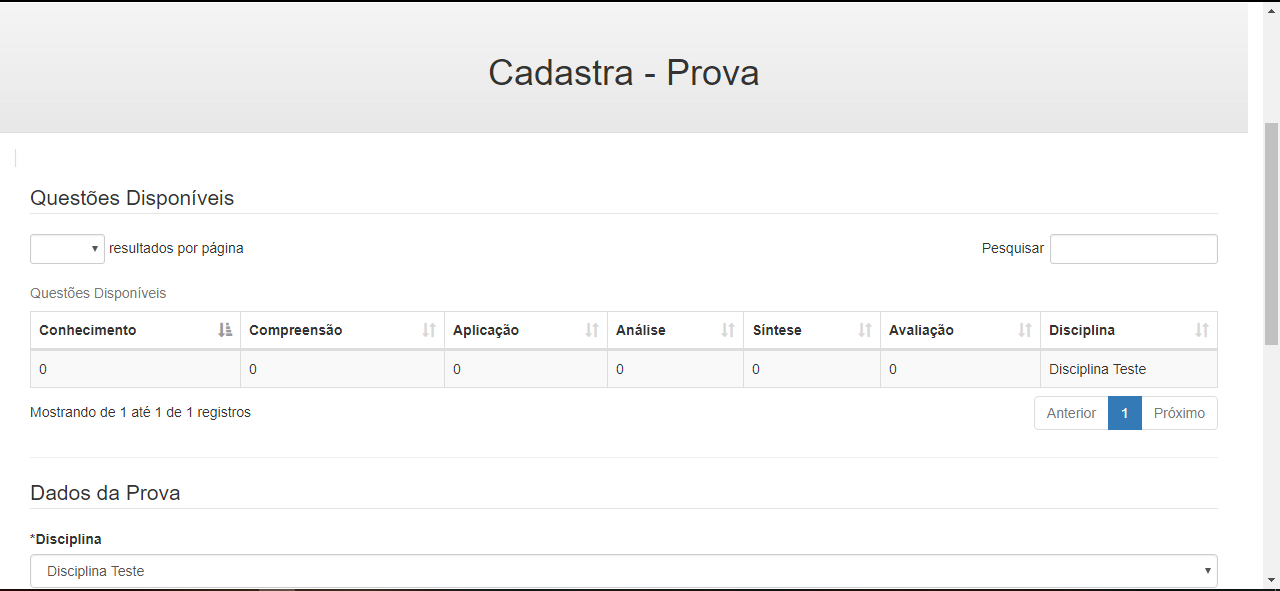 Cadastra - Prova
Questões Disponíveis
resultados por página Pesquisar
Questões Disponíveis
Conhecimento Compreensão Aplicação Análise Síntese Avaliação Disciplina
0 0 0 0 0 0 Disciplina Teste
Mostrando de 1 até 1 de 1 registros Anterior 1 Próximo
Dados da Prova
*Disciplina
Disciplina Teste